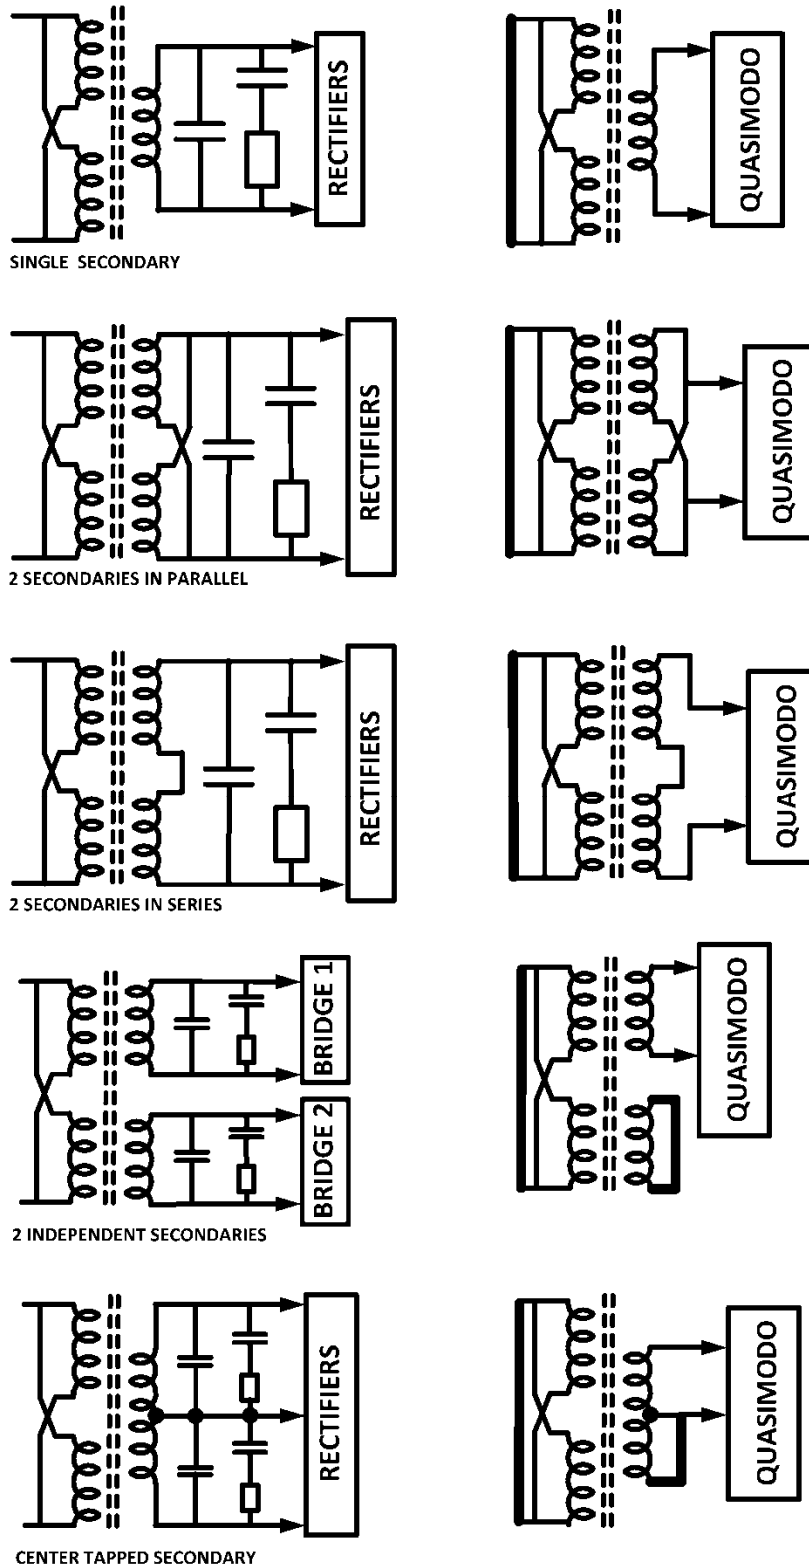 RECTIFIERS
QUASIMODO
SINGLE SECONDARY
RECTIFIERS
QUASIMODO
2 SECONDARIES IN PARALLEL
RECTIFIERS
QUASIMODO
2 SECONDARIES IN SERIES
BRIDGE 1
BRIDGE 2
QUASIMODO
2 INDEPENDENT SECONDARIES
RECTIFIERS
QUASIMODO
CENTER TAPPED SECONDARY